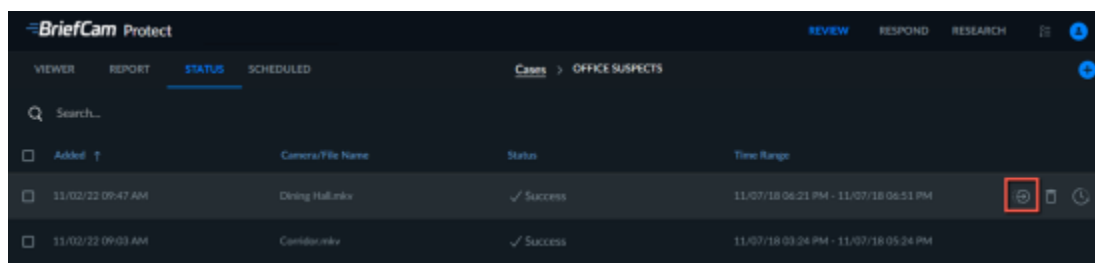 BriefCam Protect REVIEW RESPOND RESEARCH
VIEWER REPORT STATUS SCHEDULED Cases > OFFICE SUSPECTS
Search...
Added ↑ Camera/File Name Status Time Range
11/02/22 09:47 AM Dining Hall.mkv ✓ Success 11/07/18 06:21 PM - 11/07/18 06:51 PM
11/02/22 09:03 AM Corridor.mkv ✓ Success 11/07/18 03:24 PM - 11/07/18 05:24 PM